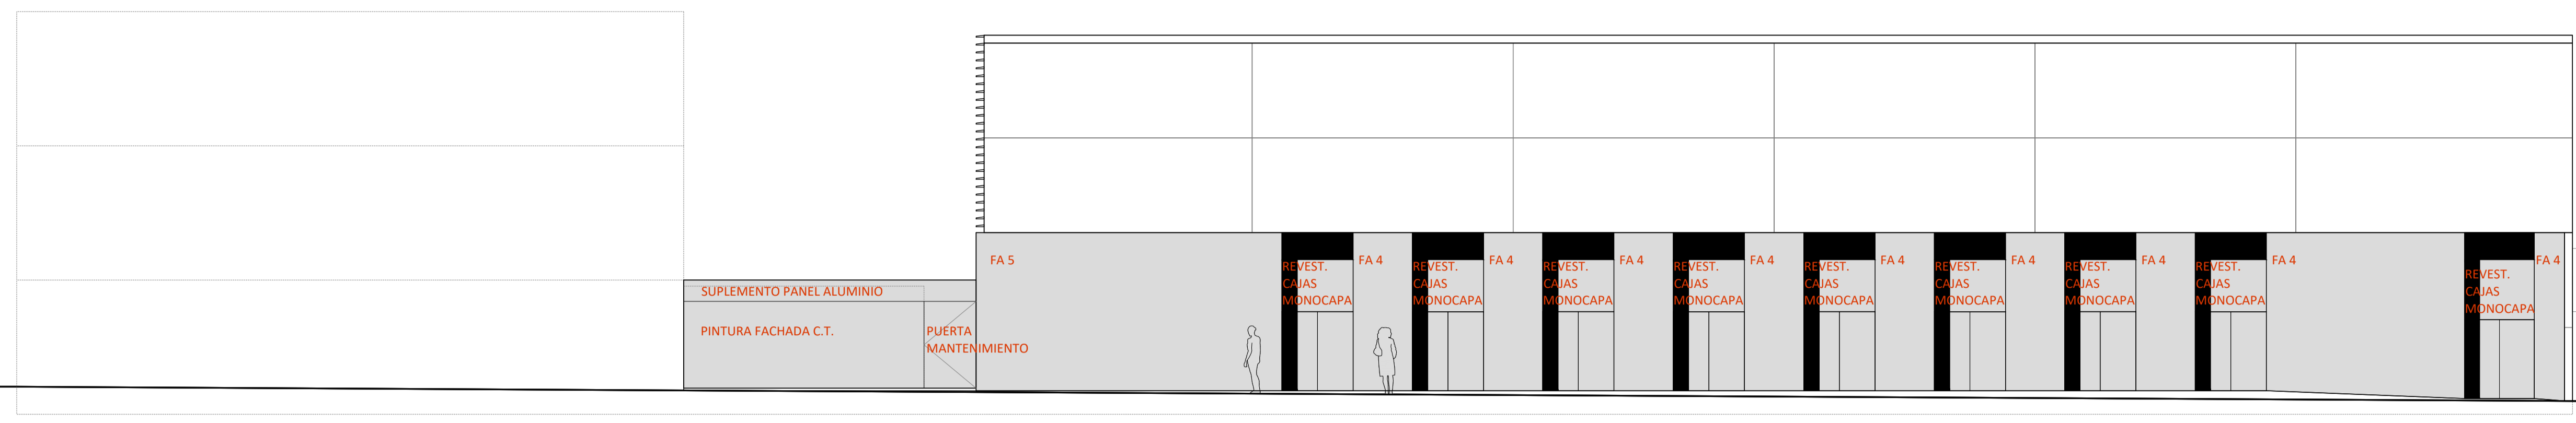 FA 5
FA 4
FA 4
FA 4
FA 4
FA 4
FA 4
FA 4
FA 4
FA 4
REVEST.
CAJAS
MONOCAPA
REVEST.
CAJAS
MONOCAPA
REVEST.
CAJAS
MONOCAPA
REVEST.
CAJAS
MONOCAPA
REVEST.
CAJAS
MONOCAPA
REVEST.
CAJAS
MONOCAPA
REVEST.
CAJAS
MONOCAPA
REVEST.
CAJAS
MONOCAPA
REVEST.
CAJAS
MONOCAPA
SUPLEMENTO PANEL ALUMINIO
PINTURA FACHADA C.T.
PUERTA
MANTENIMIENTO